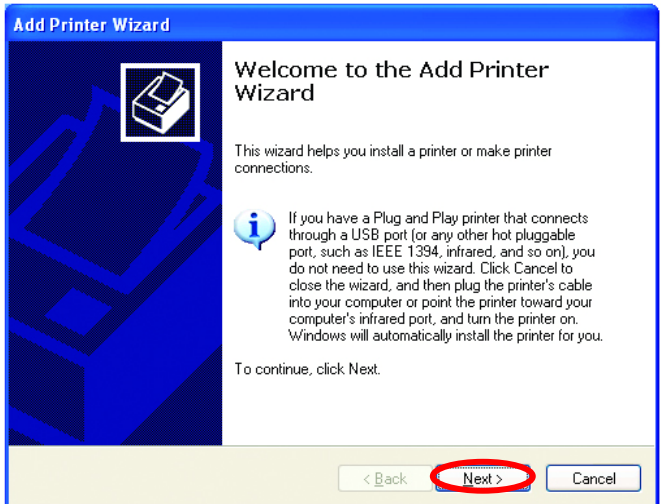 Add Printer Wizard
Welcome to the Add Printer
Wizard
This wizard helps you install a printer or make printer
connections.
If you have a Plug and Play printer that connects
through a USB port (or any other hot pluggable
port, such as IEEE 1394, infrared, and so on), you
do not need to use this wizard. Click Cancel to
close the wizard, and then plug the printer's cable
into your computer or point the printer toward your
computer's infrared port, and turn the printer on.
Windows will automatically install the printer for you.
To continue, click Next.
< Back Next > Cancel